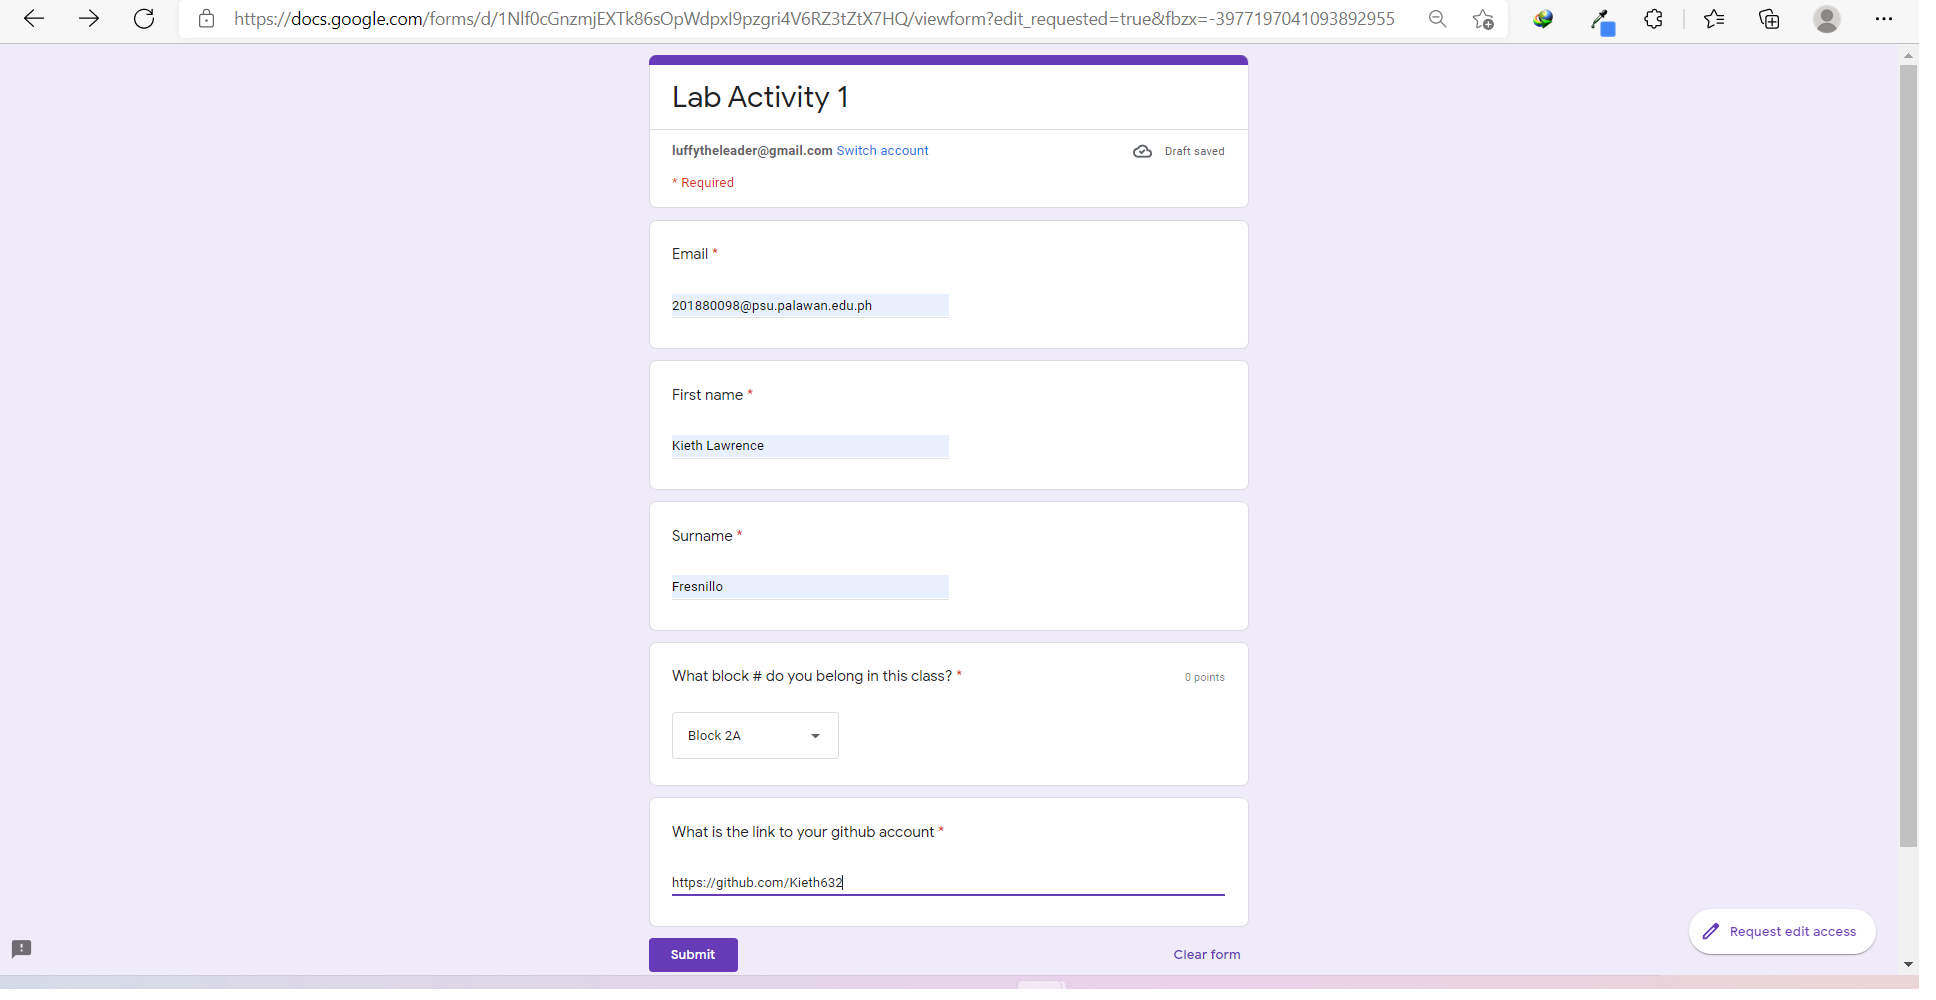 https://docs.google.com/forms/d/1Nlf0cGnzmjEXTk86sOpWdpxI9pzgri4V6RZ3tZtX7HQ/viewform?edit_requested=true&fbzx=-3977197041093892955
Lab Activity 1
luffytheleader@gmail.com Switch account Draft saved
* Required
Email *
201880098@psu.palawan.edu.ph
First name *
Kieth Lawrence
Surname *
Fresnillo
What block # do you belong in this class? * 0 points
Block 2A
What is the link to your github account *
https://github.com/Kieth632
Request edit access
Submit Clear form